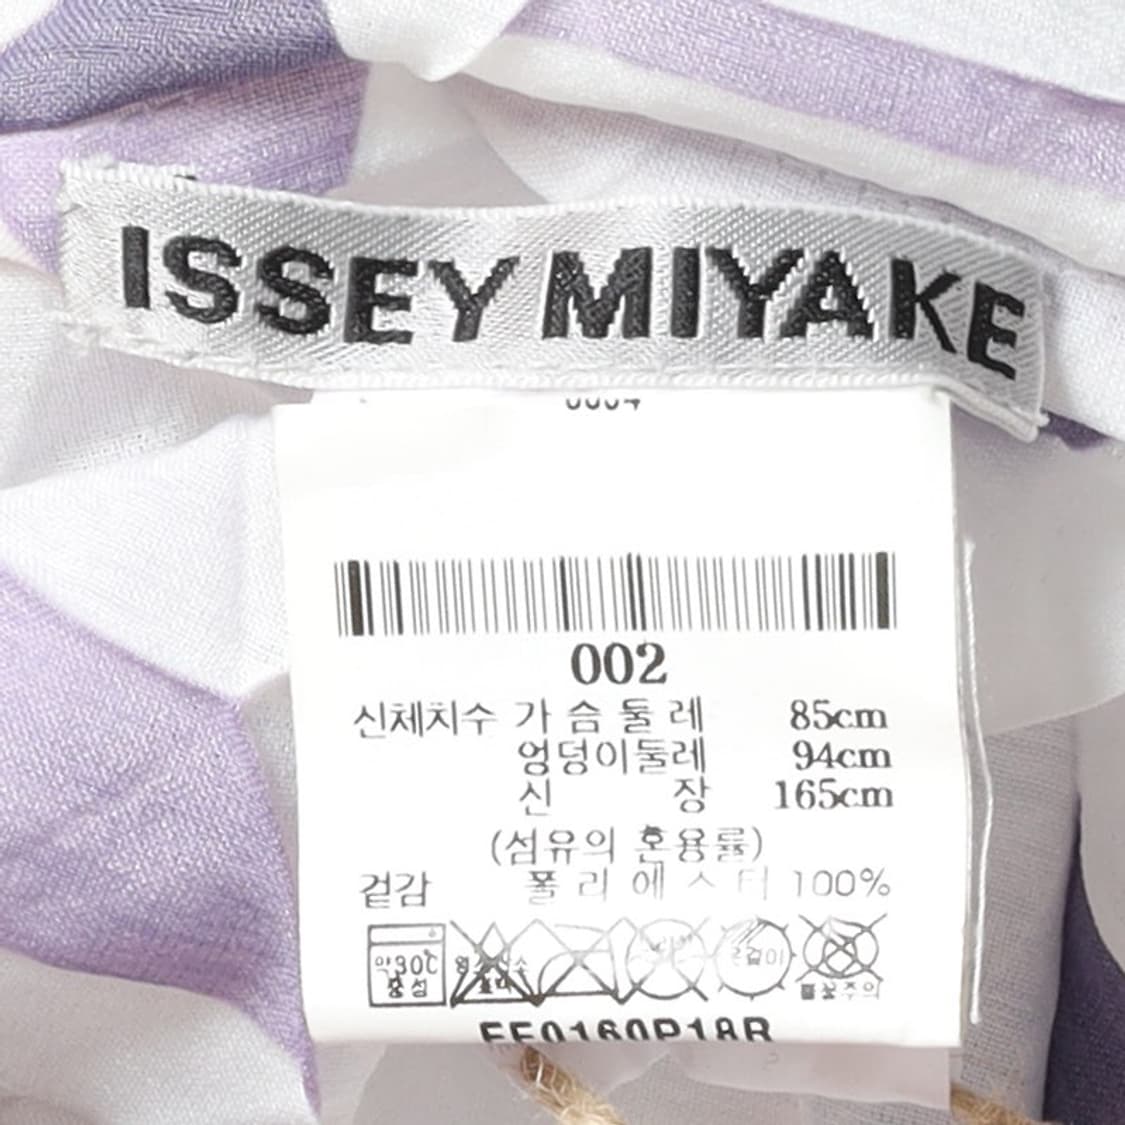 ISSEY MIYAKE
002
신체치수 가 슴 둘 레 85cm
엉덩이둘레 94cm
신 장 165cm
(섬유의 혼용률)
겉감 폴 리 에 스 터 100%
약30℃
중성